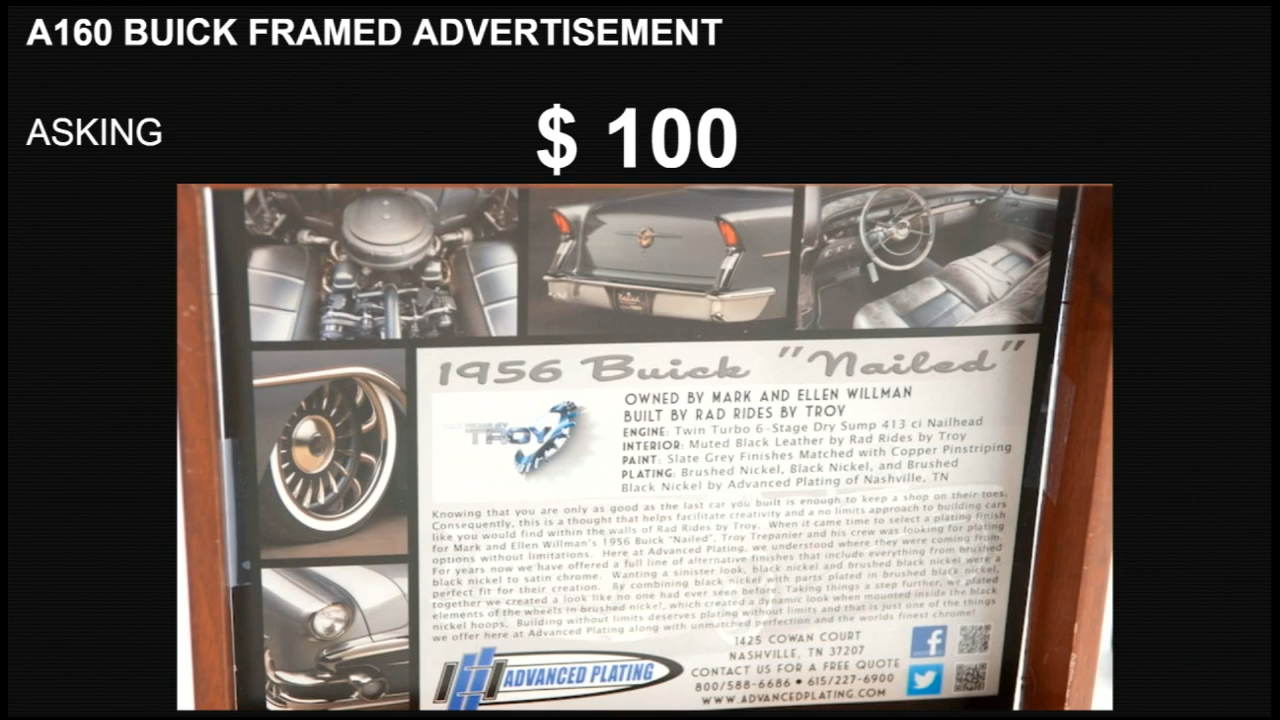 A160 BUICK FRAMED ADVERTISEMENT
ASKING
$ 100
1956 Buick "Nailed"
TROY
OWNED BY MARK AND ELLEN WILLMAN
BUILT BY RAD RIDES BY TROY
ENGINE: Twin Turbo 6-Stage Dry Sump 413 ci Nailhead
INTERIOR: Muted Black Leather by Rad Rides by Troy
PAINT: Slate Grey Finishes Matched with Copper Pinstriping
PLATING: Brushed Nickel, Black Nickel, and Brushed
Black Nickel by Advanced Plating of Nashville, TN
Knowing that you are only as good as the last car you built is enough to keep a shop on their toes.
Consequently, this is a thought that helps facilitate creativity and a no limits approach to building cars
like you would find within the walls of Rad Rides by Troy. When it came time to select a plating finish
for Mark and Ellen Willman's 1956 Buick "Nailed", Troy Trepanier and his crew was looking for plating
options without limitations. Here at Advanced Plating, we understood where they were coming from.
For years now we have offered a full line of alternative finishes that include everything from brushed
black nickel to satin chrome. Wanting a sinister look, black nickel and brushed black nickel were a
perfect fit for their creation. By combining black nickel with parts plated in brushed black nickel,
together we created a look like no one had ever seen before. Taking things a step further, we plated
elements of the wheels in brushed nickel, which created a dynamic look when mounted inside the black
nickel hoops. Building without limits deserves plating without limits and that is just one of the things
we offer here at Advanced Plating along with unmatched perfection and the worlds finest chrome!
ADVANCED PLATING
1425 COWAN COURT
NASHVILLE, TN 37207
CONTACT US FOR A FREE QUOTE
800/588-6686 • 615/227-6900
WWW.ADVANCEDPLATING.COM